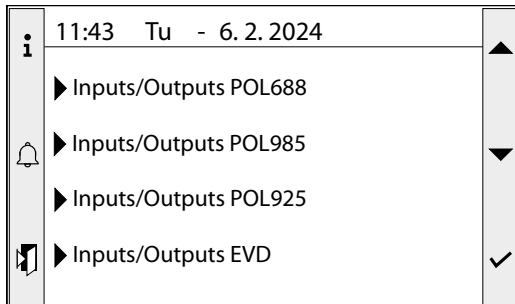 11:43 Tu - 6. 2. 2024
Inputs/Outputs POL688
Inputs/Outputs POL985
Inputs/Outputs POL925
Inputs/Outputs EVD